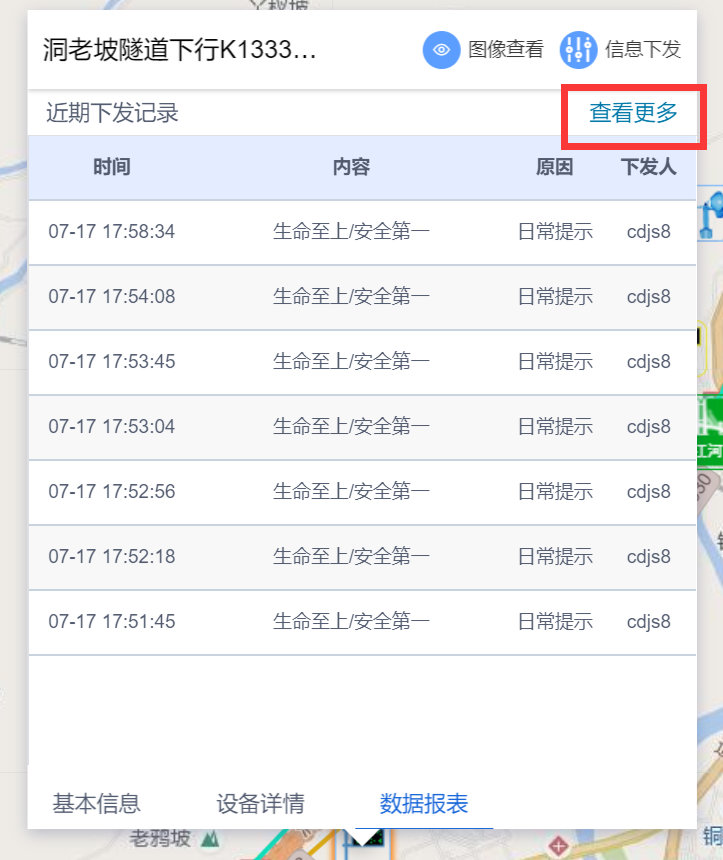 洞老坡隧道下行K1333...
图像查看
信息下发
近期下发记录
查看更多
时间 内容 原因 下发人
07-17 17:58:34 生命至上/安全第一 日常提示 cdjs8
07-17 17:54:08 生命至上/安全第一 日常提示 cdjs8
07-17 17:53:45 生命至上/安全第一 日常提示 cdjs8
07-17 17:53:04 生命至上/安全第一 日常提示 cdjs8
07-17 17:52:56 生命至上/安全第一 日常提示 cdjs8
07-17 17:52:18 生命至上/安全第一 日常提示 cdjs8
07-17 17:51:45 生命至上/安全第一 日常提示 cdjs8
江河
基本信息 设备详情 数据报表
老鸦坡
铜